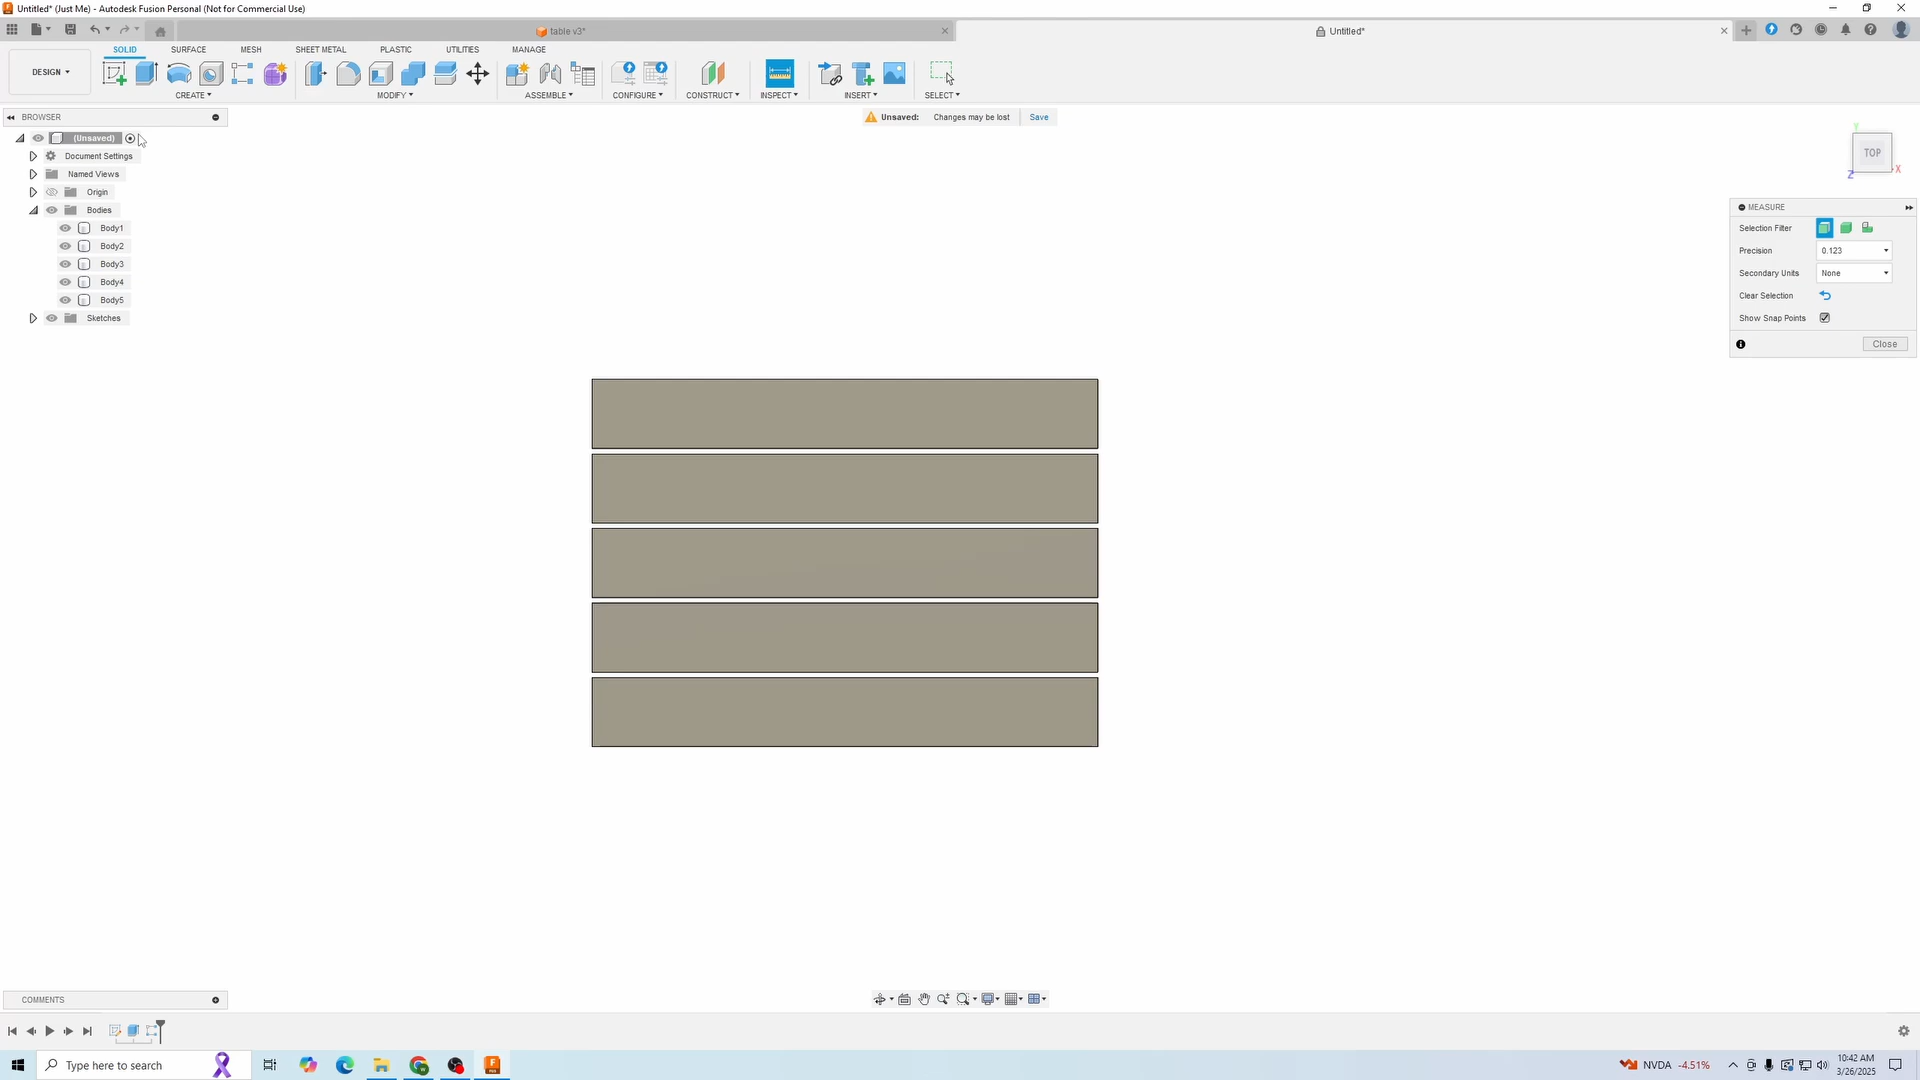 Untitled* (Just Me) - Autodesk Fusion Personal (Not for Commercial Use)
table v3*
Untitled*
SOLID SURFACE MESH SHEET METAL PLASTIC UTILITIES MANAGE
DESIGN
CREATE MODIFY ASSEMBLE CONFIGURE CONSTRUCT INSPECT INSERT SELECT
BROWSER
Unsaved: Changes may be lost Save
(Unsaved)
Document Settings
Named Views
Origin
Bodies
Body1
Body2
Body3
Body4
Body5
Sketches
Y
TOP
X
Z
MEASURE
Selection Filter
Precision 0.123
Secondary Units None
Clear Selection
Show Snap Points
Close
COMMENTS
Type here to search
NVDA -4.51%
10:42 AM
3/26/2025